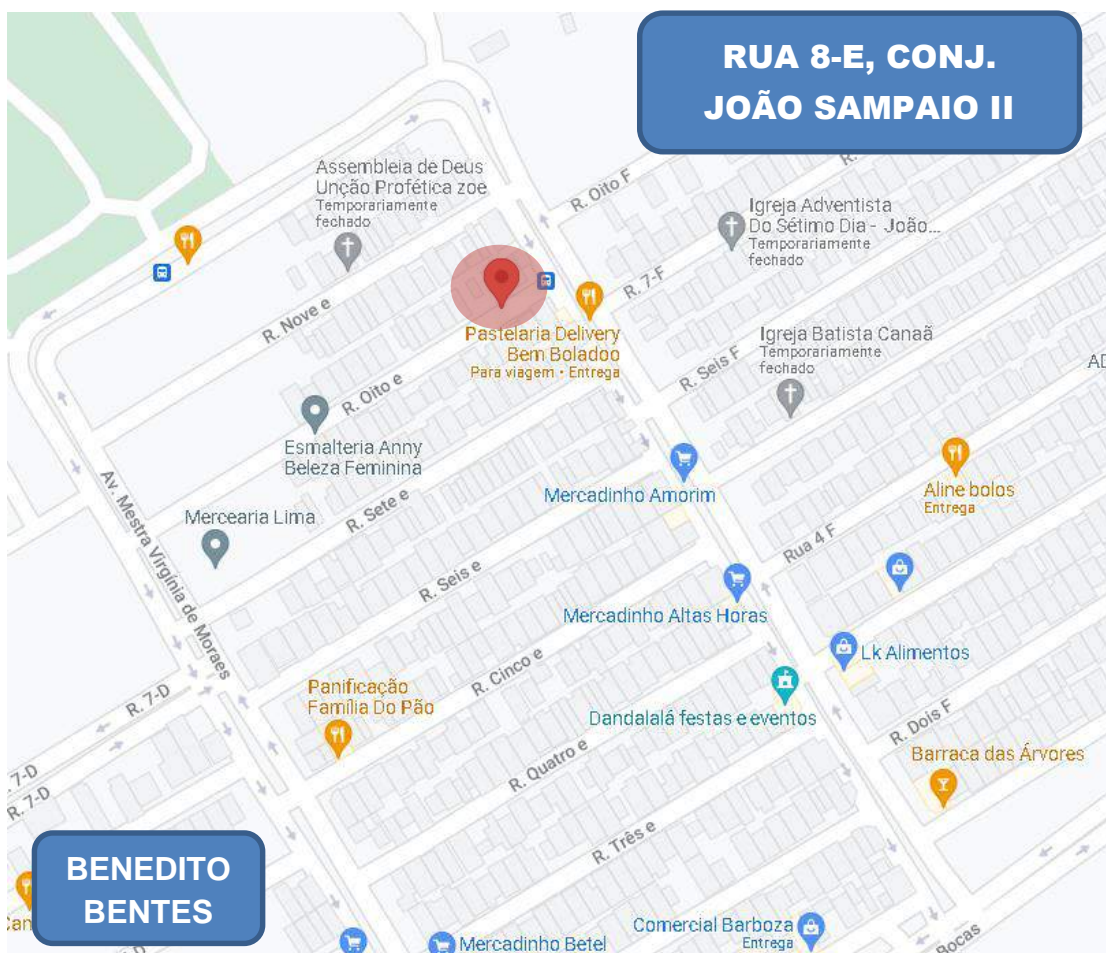 RUA 8-E, CONJ.
JOÃO SAMPAIO II
Assembleia de Deus
Unção Profética zoe
Temporariamente
fechado
R. Oito F
R.
Igreja Adventista
Do Sétimo Dia - João...
Temporariamente
fechado
R. Nove e
R. 7-F
Pastelaria Delivery
Bem Boladoo
Para viagem • Entrega
Igreja Batista Canaã
Temporariamente
fechado
R. Seis F
R. Oito e
Esmalteria Anny
Beleza Feminina
Av. Mestra Virgínia de Moraes
Mercadinho Amorim
Aline bolos
Entrega
Mercearia Lima
R. Sete e
Rua 4 F
R. Seis e
Mercadinho Altas Horas
Lk Alimentos
R. 7-D
Panificação
Família Do Pão
R. Cinco e
Dandalalá festas e eventos
R. Dois F
Barraca das Árvores
R. Quatro e
R. 7-D
R. 7-D
R. Três e
BENEDITO
BENTES
Comercial Barboza
Entrega
Mercadinho Betel